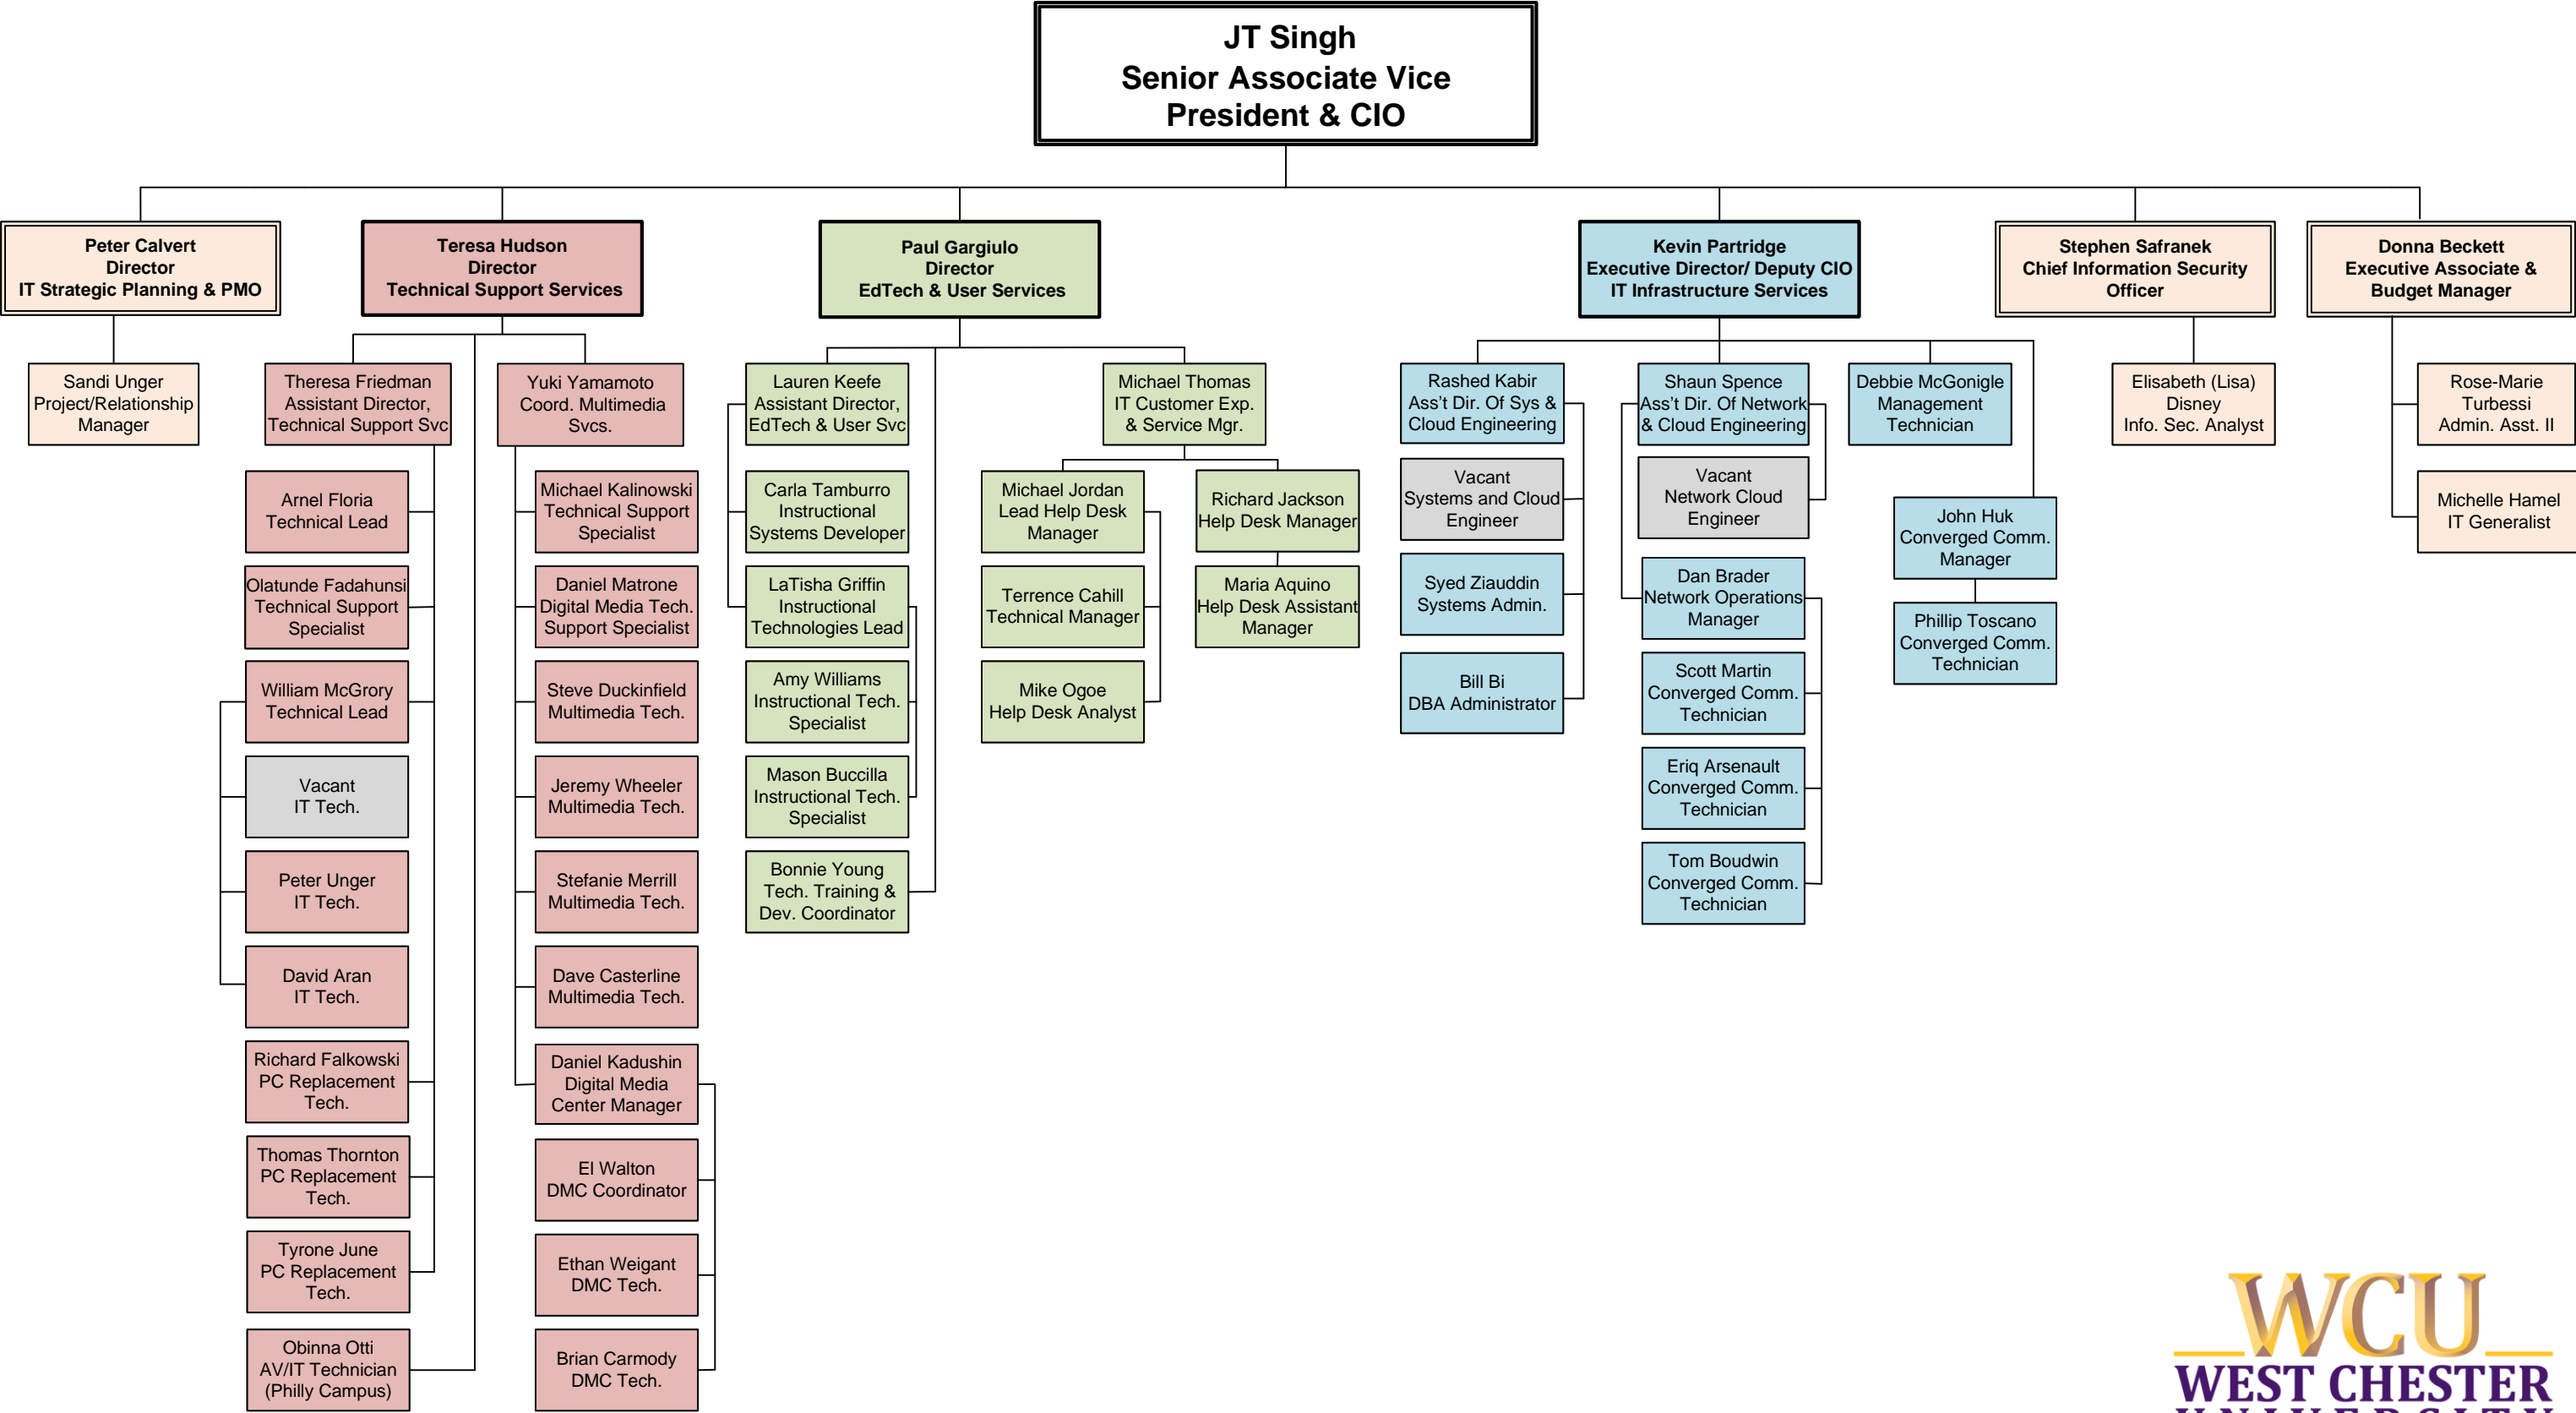 JT Singh
Senior Associate Vice
President & CIO
Peter Calvert
Director
IT Strategic Planning & PMO
Teresa Hudson
Director
Technical Support Services
Paul Gargiulo
Director
EdTech & User Services
Kevin Partridge
Executive Director/ Deputy CIO
IT Infrastructure Services
Stephen Safranek
Chief Information Security
Officer
Donna Beckett
Executive Associate &
Budget Manager
Sandi Unger
Project/Relationship
Manager
Theresa Friedman
Assistant Director,
Technical Support Svc
Arnel Floria
Technical Lead
Olatunde Fadahunsi
Technical Support
Specialist
William McGrory
Technical Lead
Vacant
IT Tech.
Peter Unger
IT Tech.
David Aran
IT Tech.
Richard Falkowski
PC Replacement
Tech.
Thomas Thornton
PC Replacement
Tech.
Tyrone June
PC Replacement
Tech.
Obinna Otti
AV/IT Technician
(Philly Campus)
Yuki Yamamoto
Coord. Multimedia
Svcs.
Michael Kalinowski
Technical Support
Specialist
Daniel Matrone
Digital Media Tech.
Support Specialist
Steve Duckinfield
Multimedia Tech.
Jeremy Wheeler
Multimedia Tech.
Stefanie Merrill
Multimedia Tech.
Dave Casterline
Multimedia Tech.
Daniel Kadushin
Digital Media
Center Manager
El Walton
DMC Coordinator
Ethan Weigant
DMC Tech.
Brian Carmody
DMC Tech.
Lauren Keefe
Assistant Director,
EdTech & User Svc
Carla Tamburro
Instructional
Systems Developer
LaTisha Griffin
Instructional
Technologies Lead
Amy Williams
Instructional Tech.
Specialist
Mason Buccilla
Instructional Tech.
Specialist
Bonnie Young
Tech. Training &
Dev. Coordinator
Michael Thomas
IT Customer Exp.
& Service Mgr.
Michael Jordan
Lead Help Desk
Manager
Terrence Cahill
Technical Manager
Mike Ogoe
Help Desk Analyst
Richard Jackson
Help Desk Manager
Maria Aquino
Help Desk Assistant
Manager
Rashed Kabir
Ass't Dir. Of Sys &
Cloud Engineering
Vacant
Systems and Cloud
Engineer
Syed Ziauddin
Systems Admin.
Bill Bi
DBA Administrator
Shaun Spence
Ass't Dir. Of Network
& Cloud Engineering
Vacant
Network Cloud
Engineer
Dan Brader
Network Operations
Manager
Scott Martin
Converged Comm.
Technician
Eriq Arsenault
Converged Comm.
Technician
Tom Boudwin
Converged Comm.
Technician
Debbie McGonigle
Management
Technician
John Huk
Converged Comm.
Manager
Phillip Toscano
Converged Comm.
Technician
Elisabeth (Lisa)
Disney
Info. Sec. Analyst
Rose-Marie
Turbessi
Admin. Asst. II
Michelle Hamel
IT Generalist
WCU
WEST CHESTER
UNIVERSITY